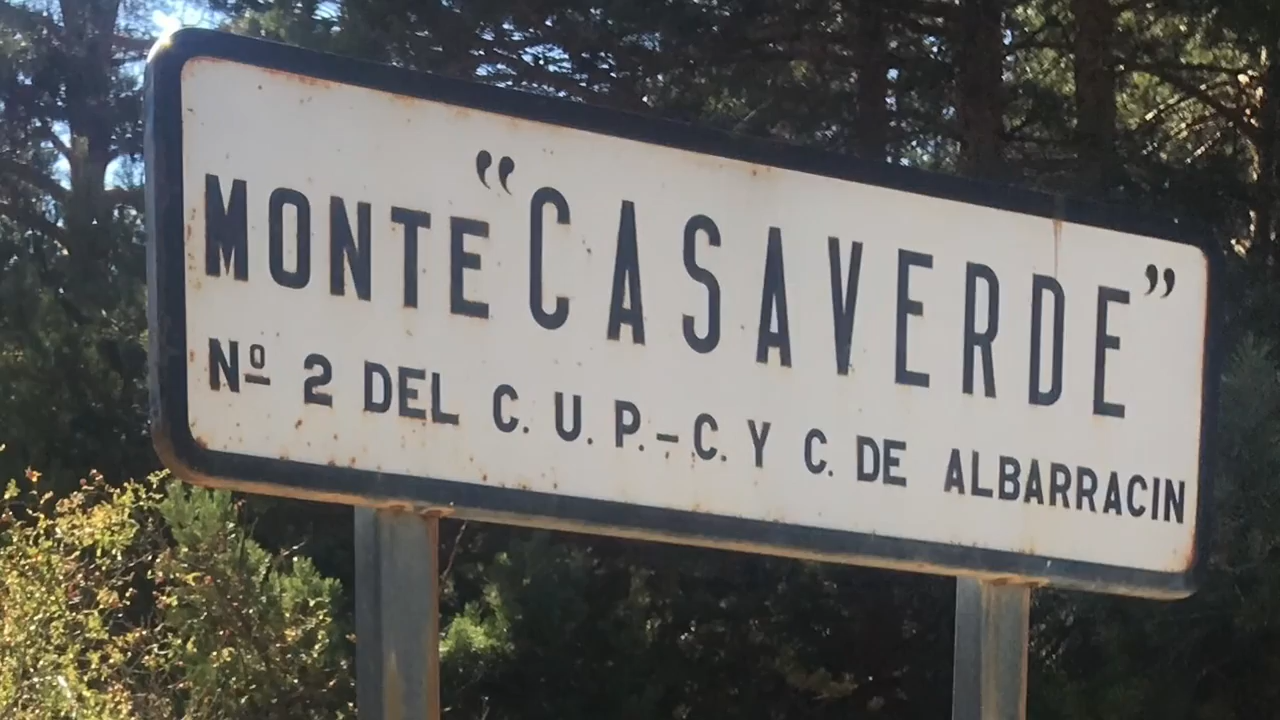 MONTE “CASAVERDE”
Nº 2 DEL C. U. P.-C. Y C. DE ALBARRACIN